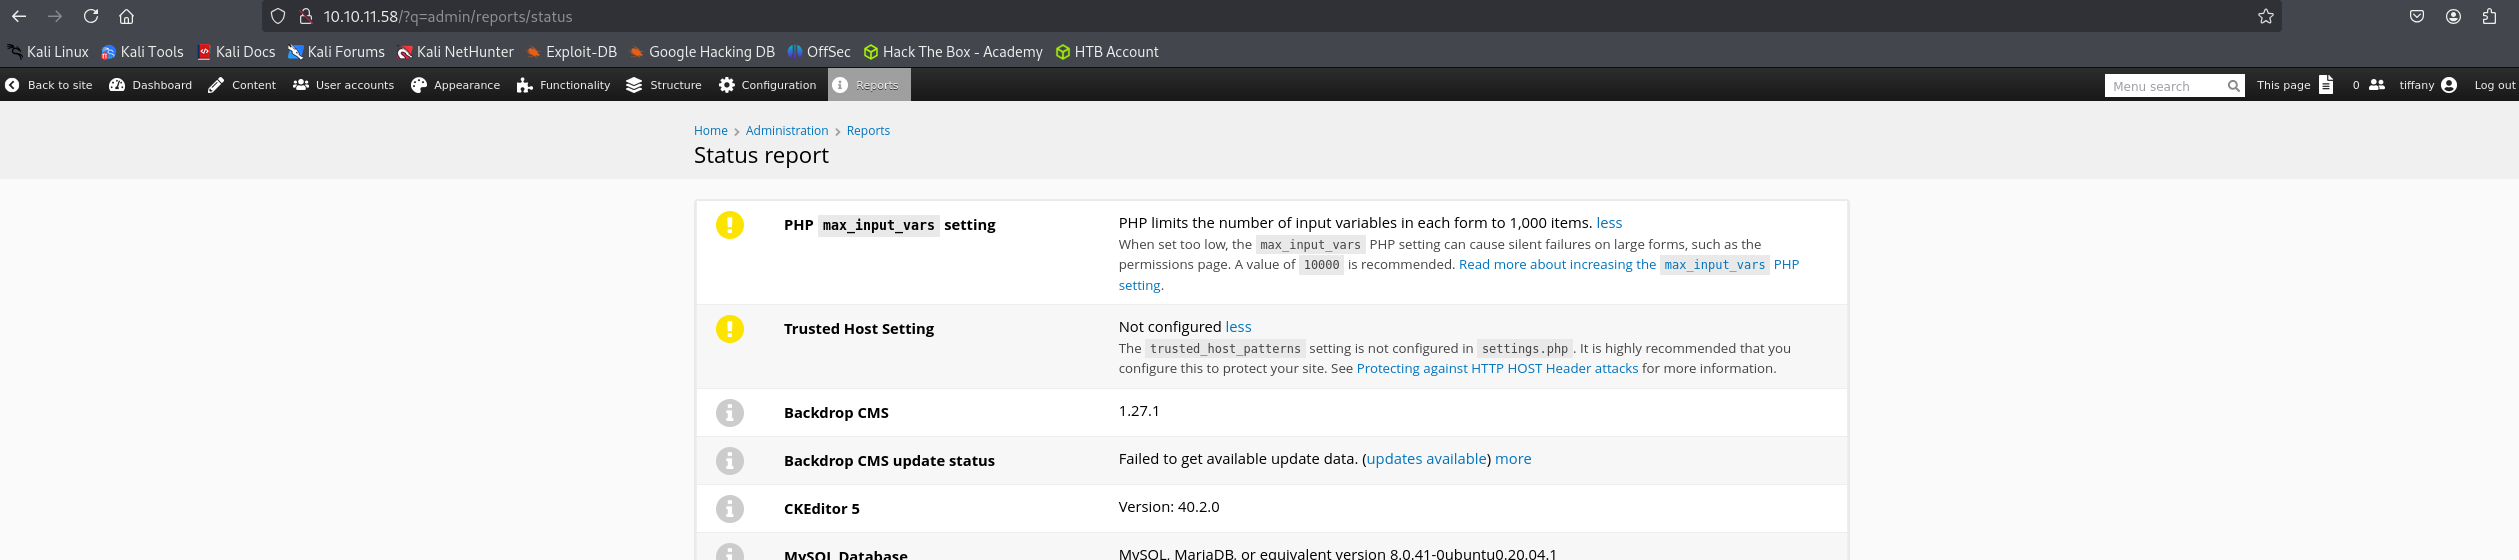 10.10.11.58/?q=admin/reports/status
Kali Linux Kali Tools Kali Docs Kali Forums Kali NetHunter Exploit-DB Google Hacking DB OffSec Hack The Box - Academy HTB Account
Back to site Dashboard Content User accounts Appearance Functionality Structure Configuration Reports Menu search This page 0 tiffany Log out
Home > Administration > Reports
Status report
PHP max_input_vars setting PHP limits the number of input variables in each form to 1,000 items. less
When set too low, the max_input_vars PHP setting can cause silent failures on large forms, such as the
permissions page. A value of 10000 is recommended. Read more about increasing the max_input_vars PHP
setting.
Trusted Host Setting Not configured less
The trusted_host_patterns setting is not configured in settings.php. It is highly recommended that you
configure this to protect your site. See Protecting against HTTP HOST Header attacks for more information.
Backdrop CMS 1.27.1
Backdrop CMS update status Failed to get available update data. (updates available) more
CKEditor 5 Version: 40.2.0
MySQL Database MySQL, MariaDB, or equivalent version 8.0.41-0ubuntu0.20.04.1